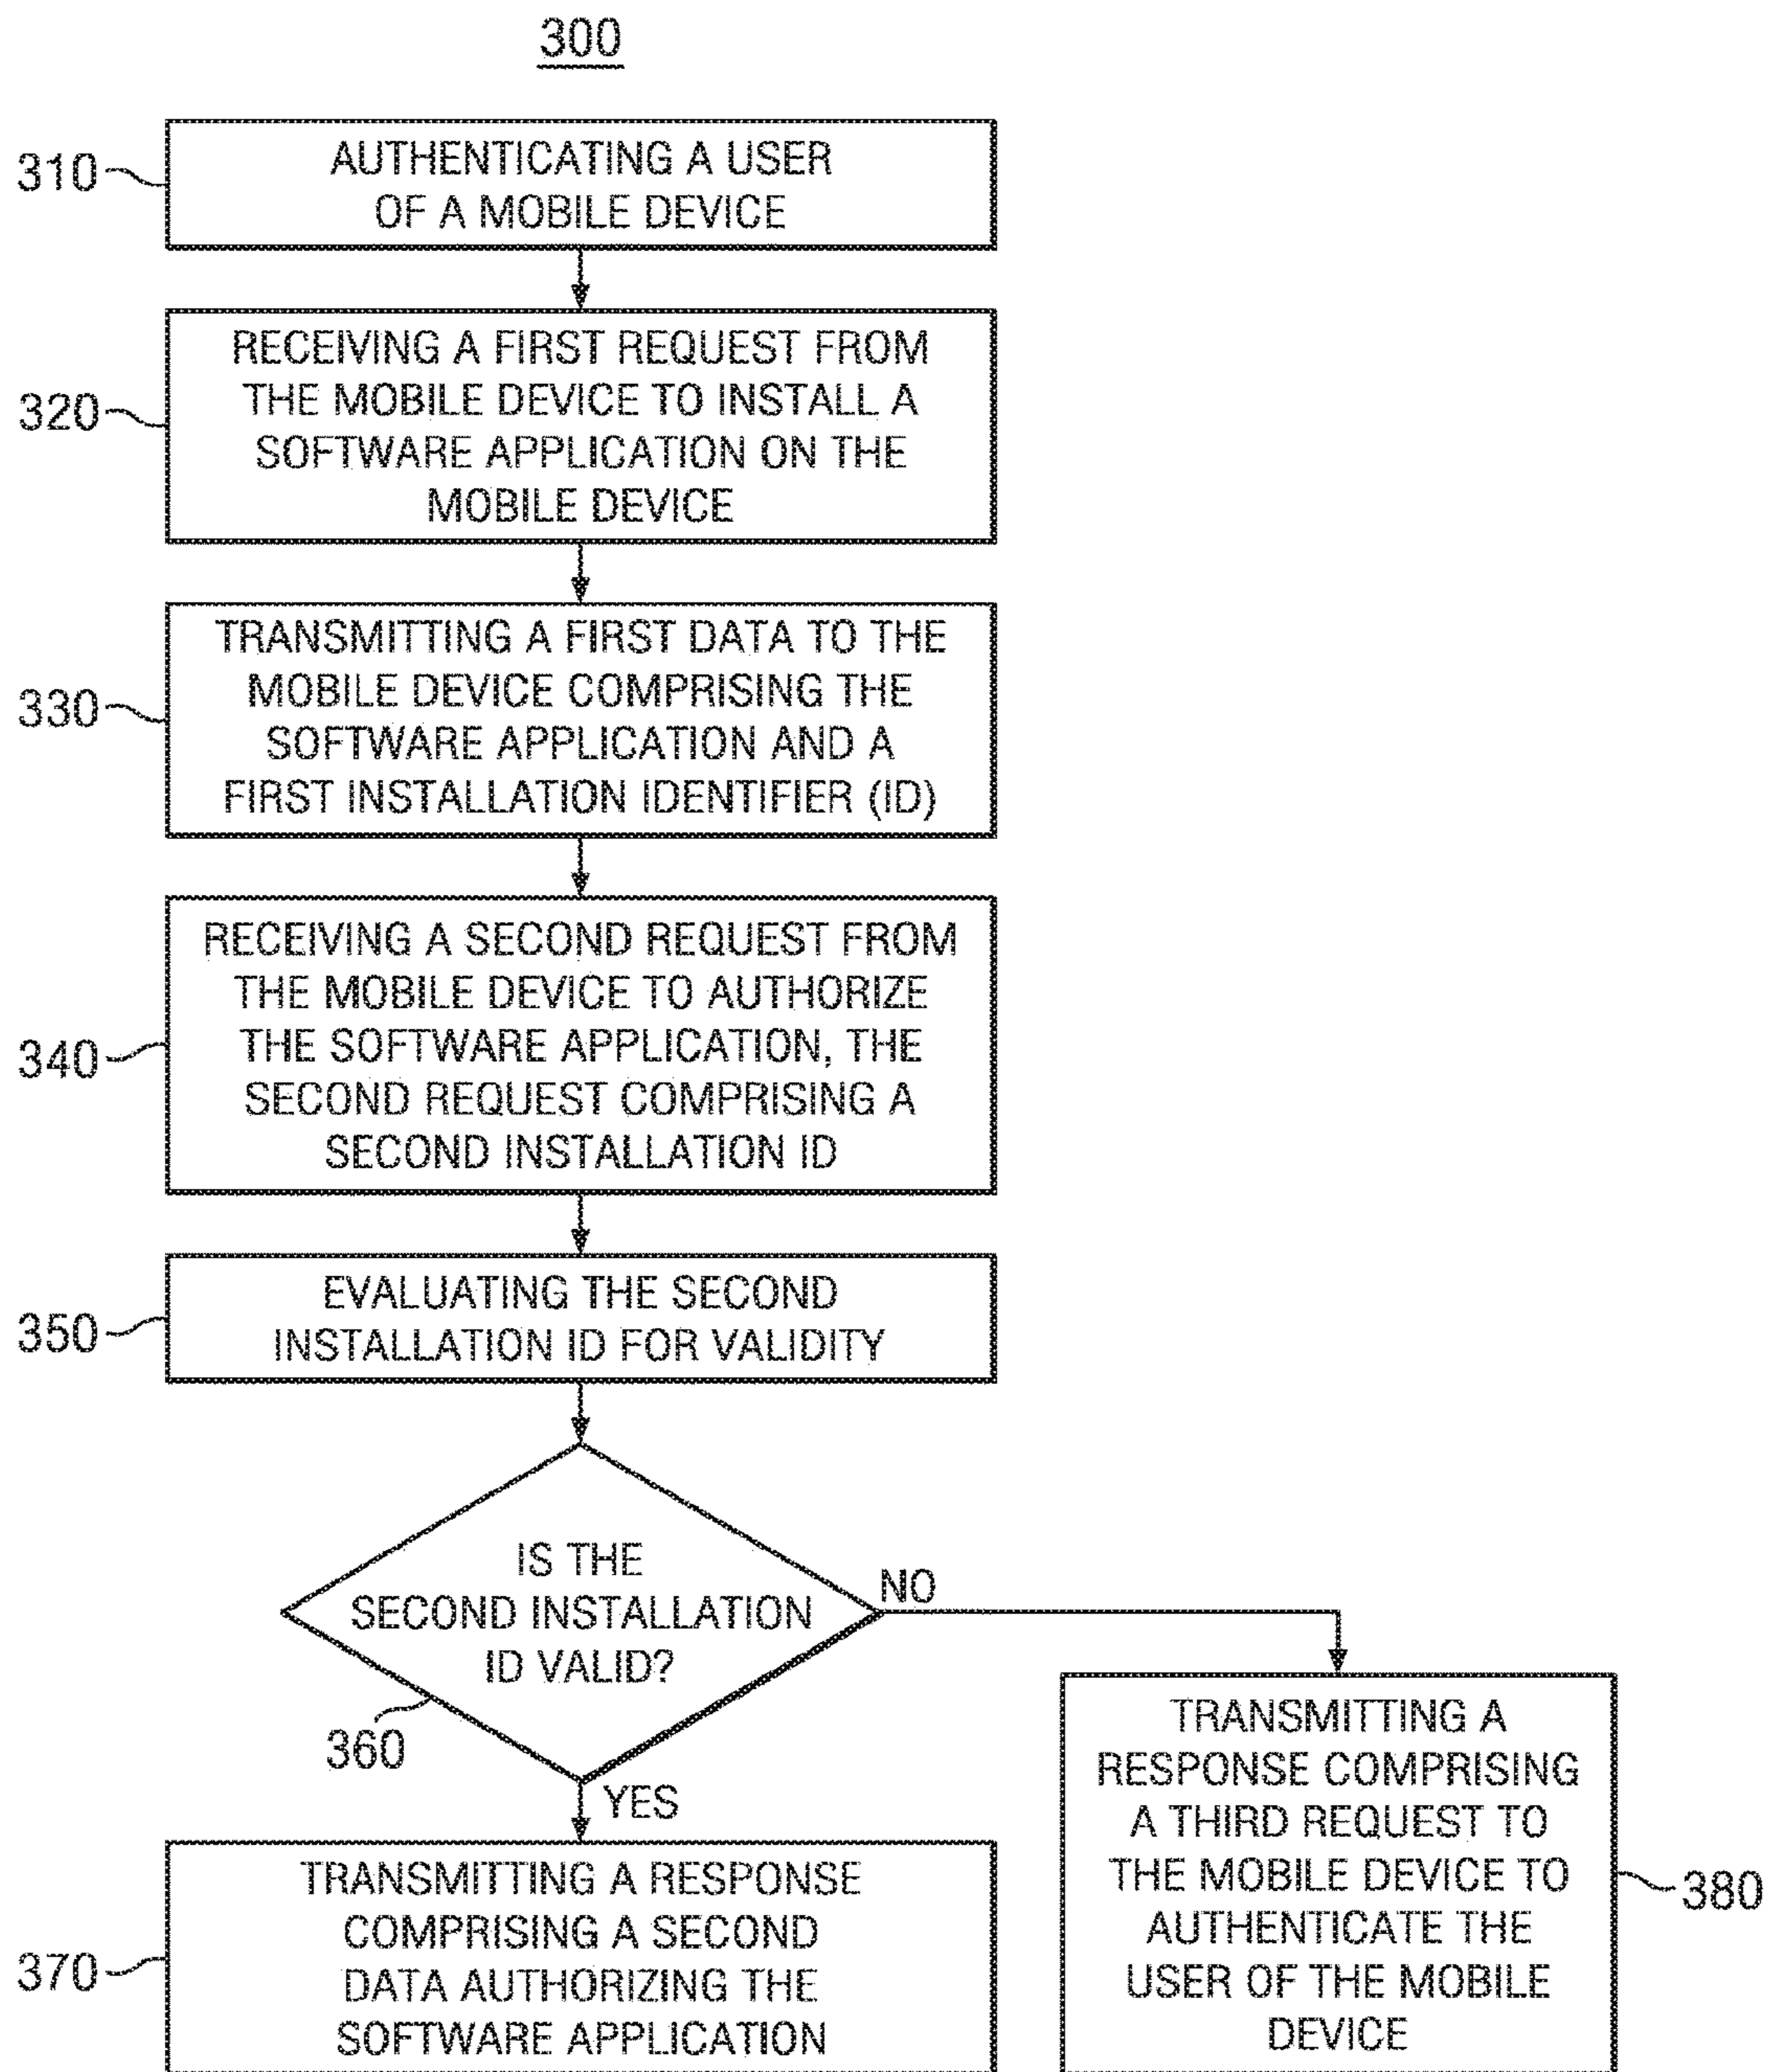 300
310
AUTHENTICATING A USER
OF A MOBILE DEVICE
320
RECEIVING A FIRST REQUEST FROM
THE MOBILE DEVICE TO INSTALL A
SOFTWARE APPLICATION ON THE
MOBILE DEVICE
330
TRANSMITTING A FIRST DATA TO THE
MOBILE DEVICE COMPRISING THE
SOFTWARE APPLICATION AND A
FIRST INSTALLATION IDENTIFIER (ID)
340
RECEIVING A SECOND REQUEST FROM
THE MOBILE DEVICE TO AUTHORIZE
THE SOFTWARE APPLICATION, THE
SECOND REQUEST COMPRISING A
SECOND INSTALLATION ID
350
EVALUATING THE SECOND
INSTALLATION ID FOR VALIDITY
IS THE
SECOND INSTALLATION
ID VALID?
360
NO
YES
370
TRANSMITTING A RESPONSE
COMPRISING A SECOND
DATA AUTHORIZING THE
SOFTWARE APPLICATION
TRANSMITTING A
RESPONSE COMPRISING
A THIRD REQUEST TO
THE MOBILE DEVICE TO
AUTHENTICATE THE
USER OF THE MOBILE
DEVICE
380